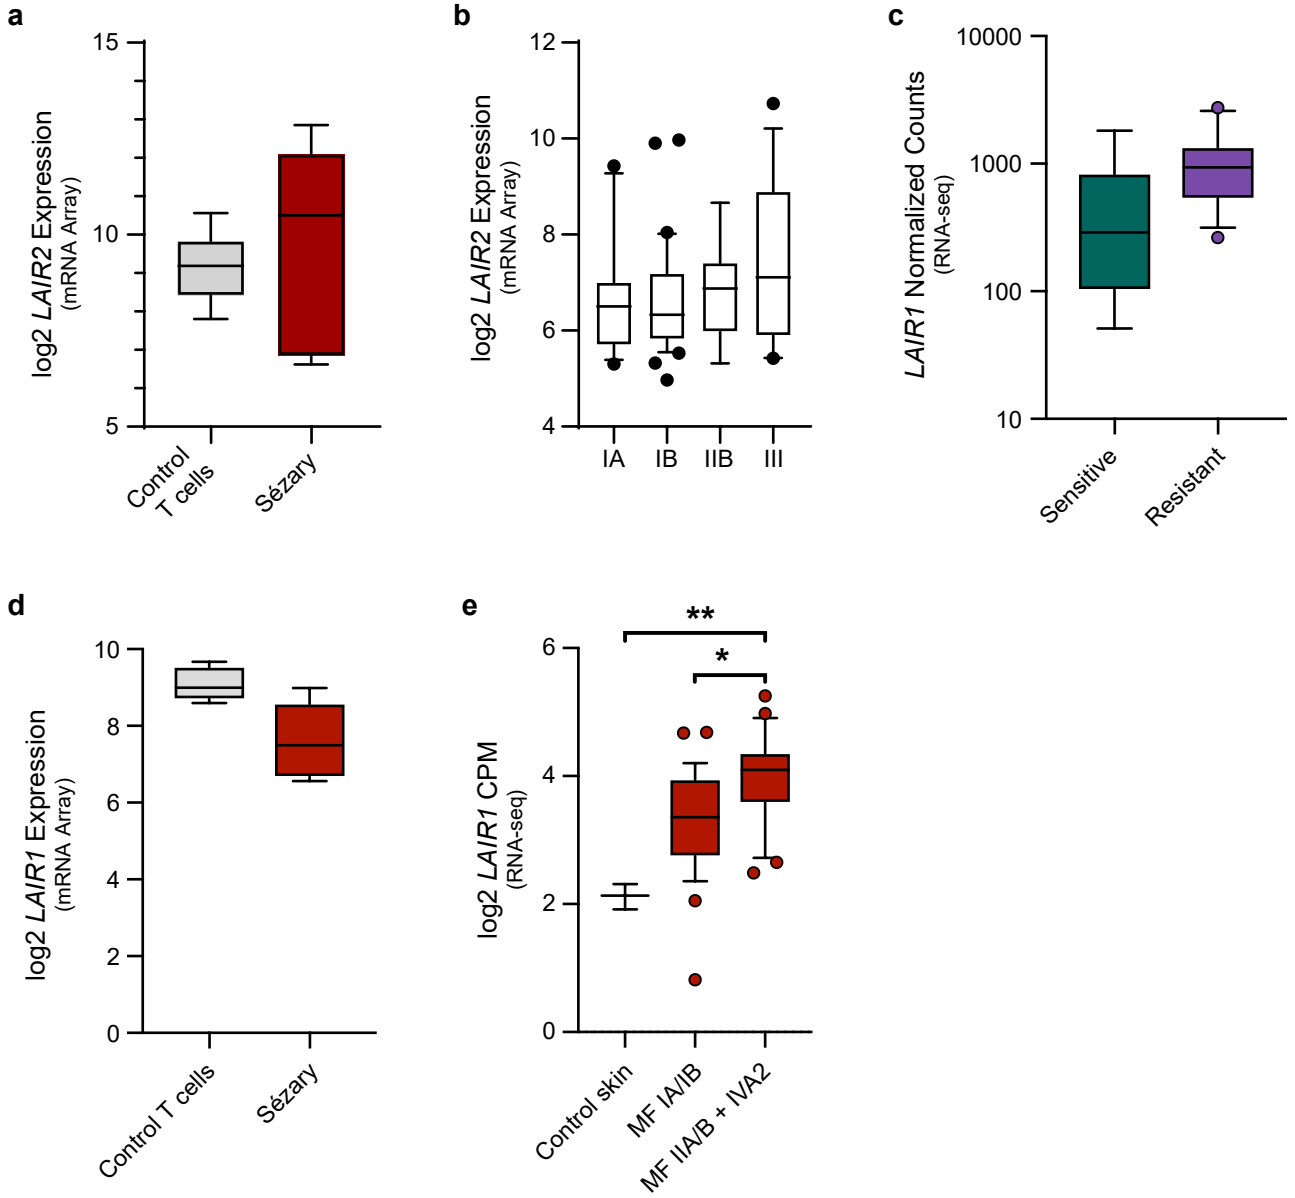 a
log2 LAIR2 Expression
(mRNA Array)
15
10
5
Control
T cells
Sézary
b
log2 LAIR2 Expression
(mRNA Array)
12
10
8
6
4
IA
IB
IIB
III
c
LAIR1 Normalized Counts
(RNA-seq)
10000
1000
100
10
Sensitive
Resistant
d
log2 LAIR1 Expression
(mRNA Array)
10
8
6
4
2
0
Control T cells
Sézary
e
log2 LAIR1 CPM
(RNA-seq)
6
4
2
0
**
*
Control skin
MF IA/IB
MF IIA/B + IVA2